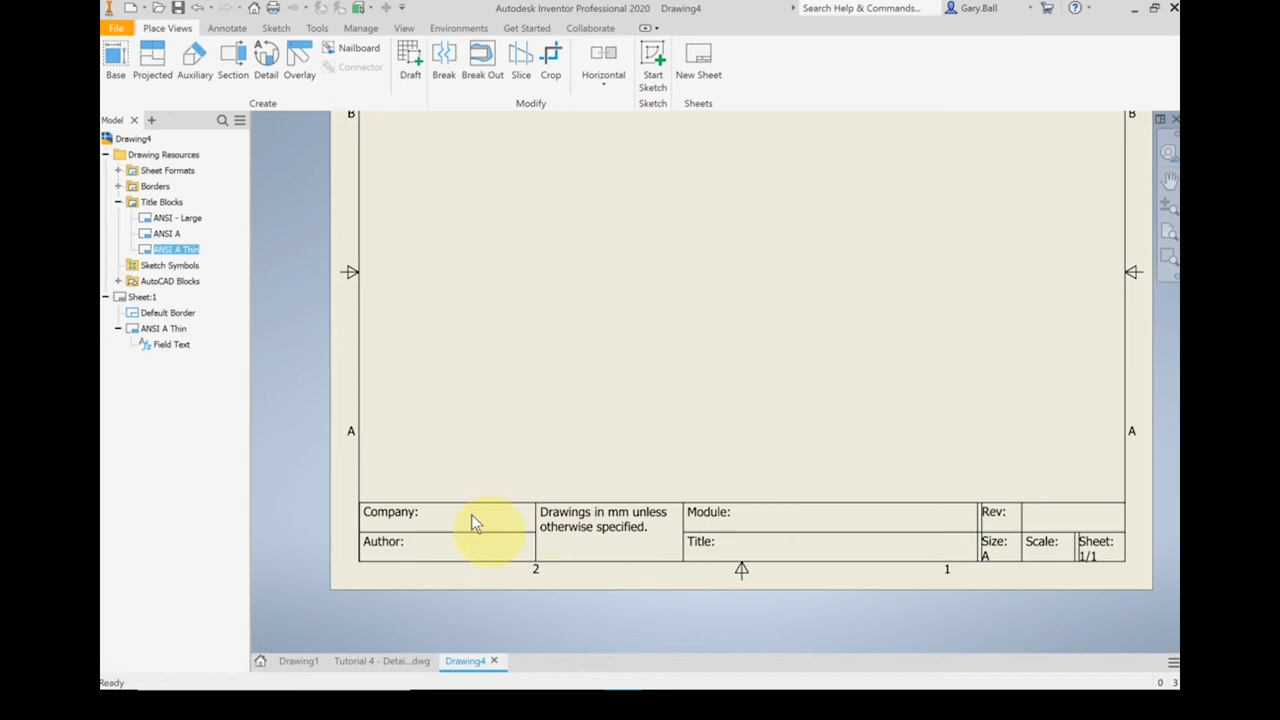 Autodesk Inventor Professional 2020 Drawing4
Search Help & Commands...
Gary.Ball
File Place Views Annotate Sketch Tools Manage View Environments Get Started Collaborate
Base
Projected
Auxiliary
Section
Detail
Overlay
Nailboard
Connector
Draft
Break
Break Out
Slice
Crop
Horizontal
Start
Sketch
New Sheet
Create
Modify
Sketch
Sheets
Model
Drawing4
Drawing Resources
Sheet Formats
Borders
Title Blocks
ANSI - Large
ANSI A
ANSI A Thin
Sketch Symbols
AutoCAD Blocks
Sheet:1
Default Border
ANSI A Thin
Field Text
B
B
A
A
Company:
Author:
Drawings in mm unless
otherwise specified.
Module:
Title:
Rev:
Size:
A
Scale:
Sheet:
1/1
2
1
Drawing1
Tutorial 4 - Detai...dwg
Drawing4
Ready
0 3